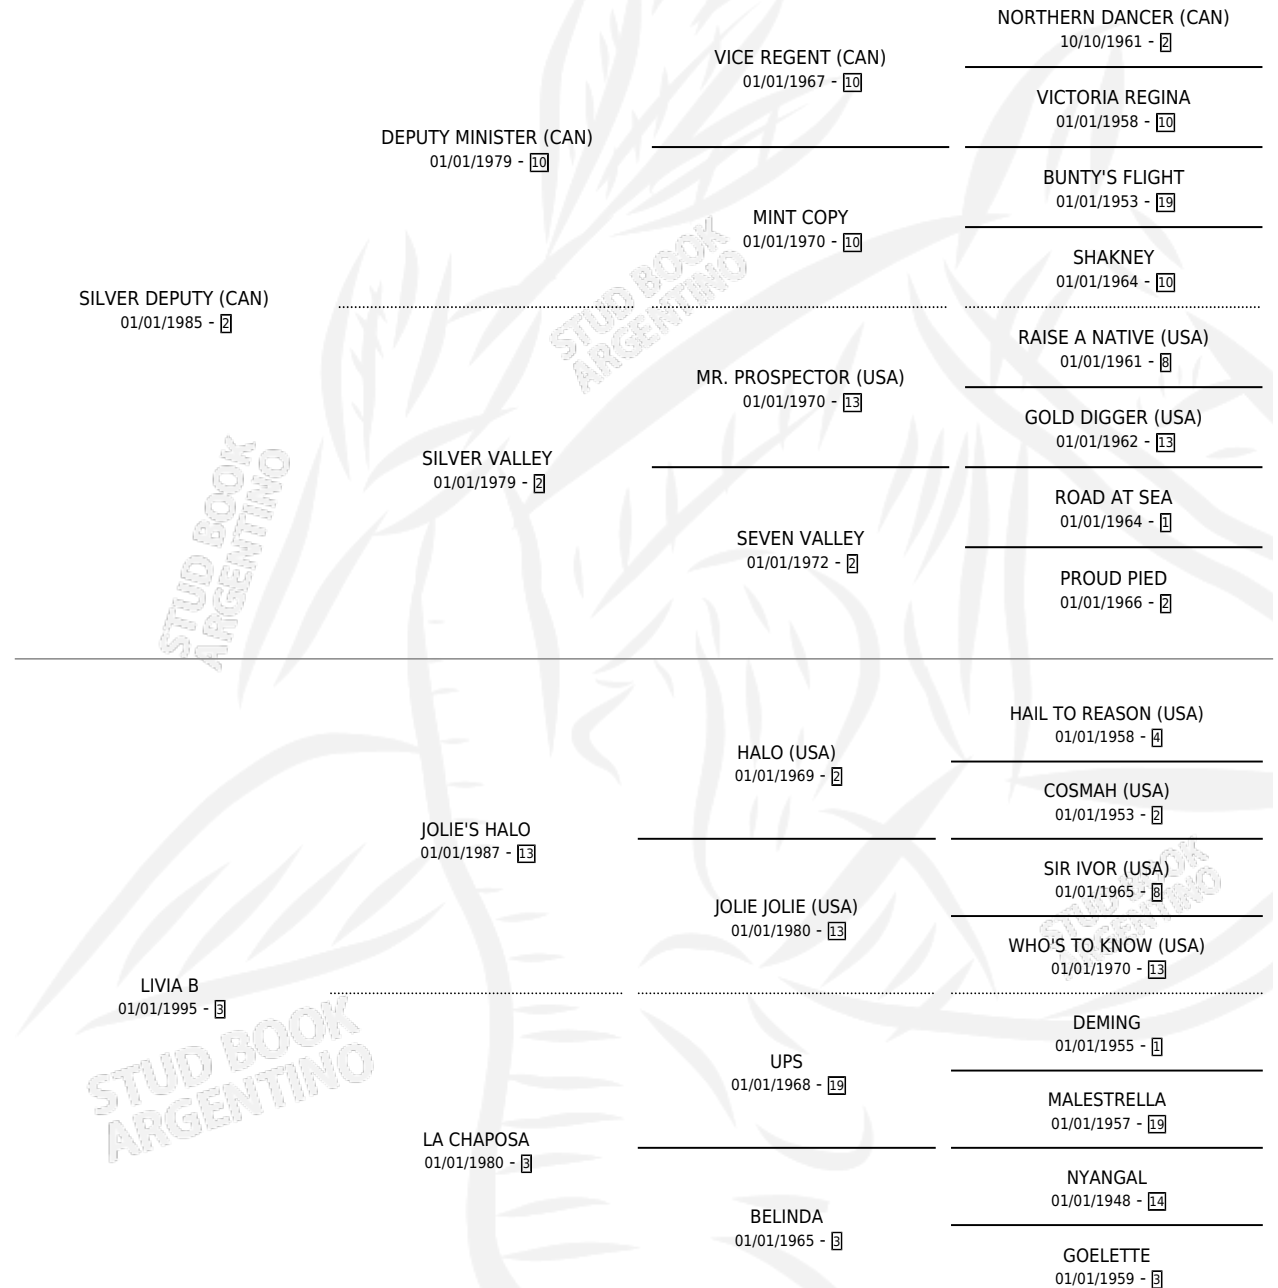 NORTHERN DANCER (CAN)
10/10/1961 - 2
VICE REGENT (CAN)
01/01/1967 - 10
VICTORIA REGINA
01/01/1958 - 10
DEPUTY MINISTER (CAN)
01/01/1979 - 10
BUNTY'S FLIGHT
01/01/1953 - 19
MINT COPY
01/01/1970 - 10
SHAKNEY
01/01/1964 - 10
SILVER DEPUTY (CAN)
01/01/1985 - 2
RAISE A NATIVE (USA)
01/01/1961 - 8
MR. PROSPECTOR (USA)
01/01/1970 - 13
GOLD DIGGER (USA)
01/01/1962 - 13
SILVER VALLEY
01/01/1979 - 2
ROAD AT SEA
01/01/1964 - 1
SEVEN VALLEY
01/01/1972 - 2
PROUD PIED
01/01/1966 - 2
HAIL TO REASON (USA)
01/01/1958 - 4
HALO (USA)
01/01/1969 - 2
COSMAH (USA)
01/01/1953 - 2
JOLIE'S HALO
01/01/1987 - 13
SIR IVOR (USA)
01/01/1965 - 8
JOLIE JOLIE (USA)
01/01/1980 - 13
WHO'S TO KNOW (USA)
01/01/1970 - 13
LIVIA B
01/01/1995 - 3
DEMING
01/01/1955 - 1
UPS
01/01/1968 - 19
MALESTRELLA
01/01/1957 - 19
LA CHAPOSA
01/01/1980 - 3
NYANGAL
01/01/1948 - 14
BELINDA
01/01/1965 - 3
GOELETTE
01/01/1959 - 3
STUD BOOK
ARGENTINO
STUD BOOK
ARGENTINO
STUD BOOK
ARGENTINO
STUD BOOK
ARGENTINO